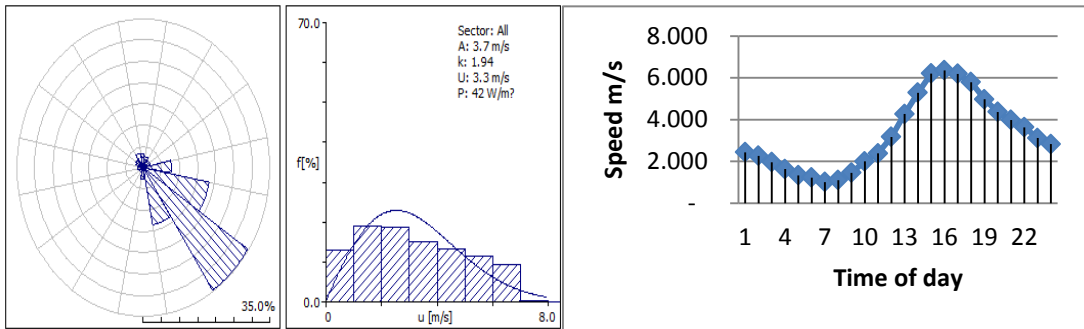 35.0%
70.0
Sector: All
A: 3.7 m/s
k: 1.94
U: 3.3 m/s
P: 42 W/m?
f[%]
0.0
0
u [m/s]
8.0
8.000
6.000
4.000
2.000
-
Speed m/s
1 4 7 10 13 16 19 22
Time of day